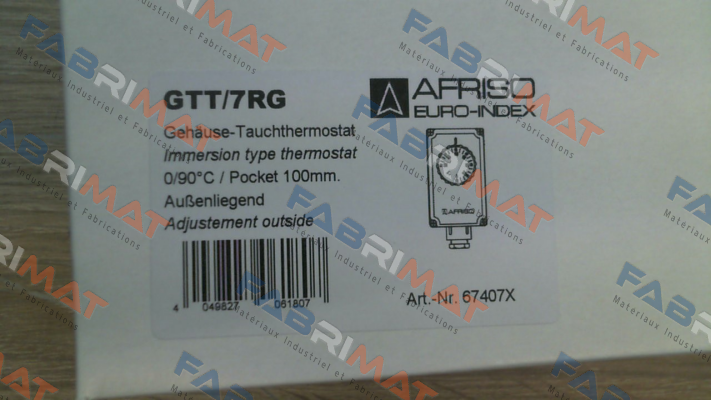 GTT/7RG
AFRISO
EURO-INDEX
Gehäuse-Tauchthermostat
Immersion type thermostat
0/90°C / Pocket 100mm.
Außenliegend
Adjustement outside
AFRISO
4 049827 061807
Art.-Nr. 67407X
FABRIMAT
Materiaux Industriel et Fabrications